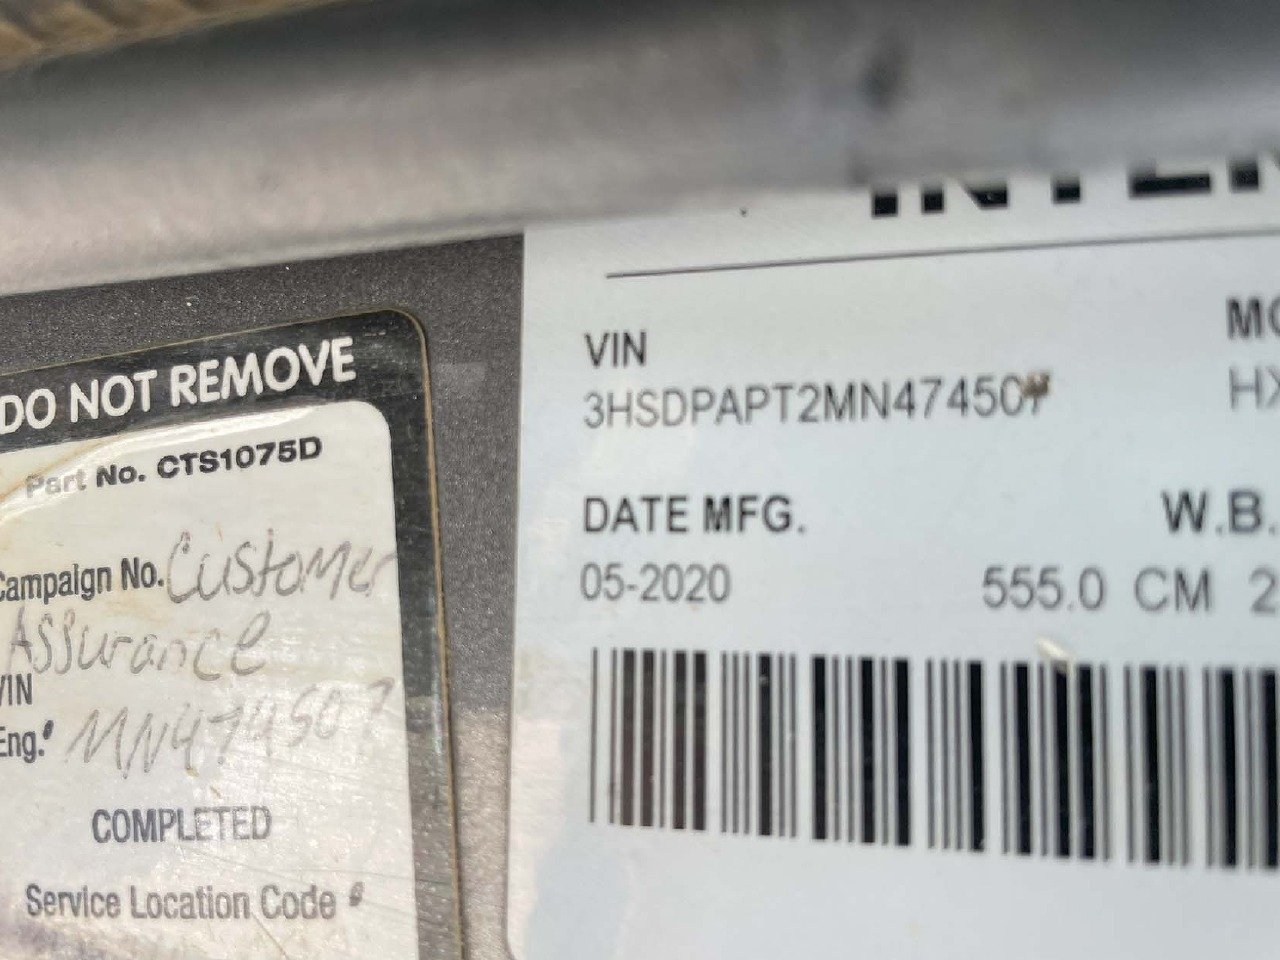 DO NOT REMOVE
Part No. CTS1075D
Campaign No. Customer
Assurance
VIN
Eng.# MN474507
COMPLETED
Service Location Code #
VIN
3HSDPAPT2MN474507
DATE MFG.
W.B.
05-2020
555.0 CM